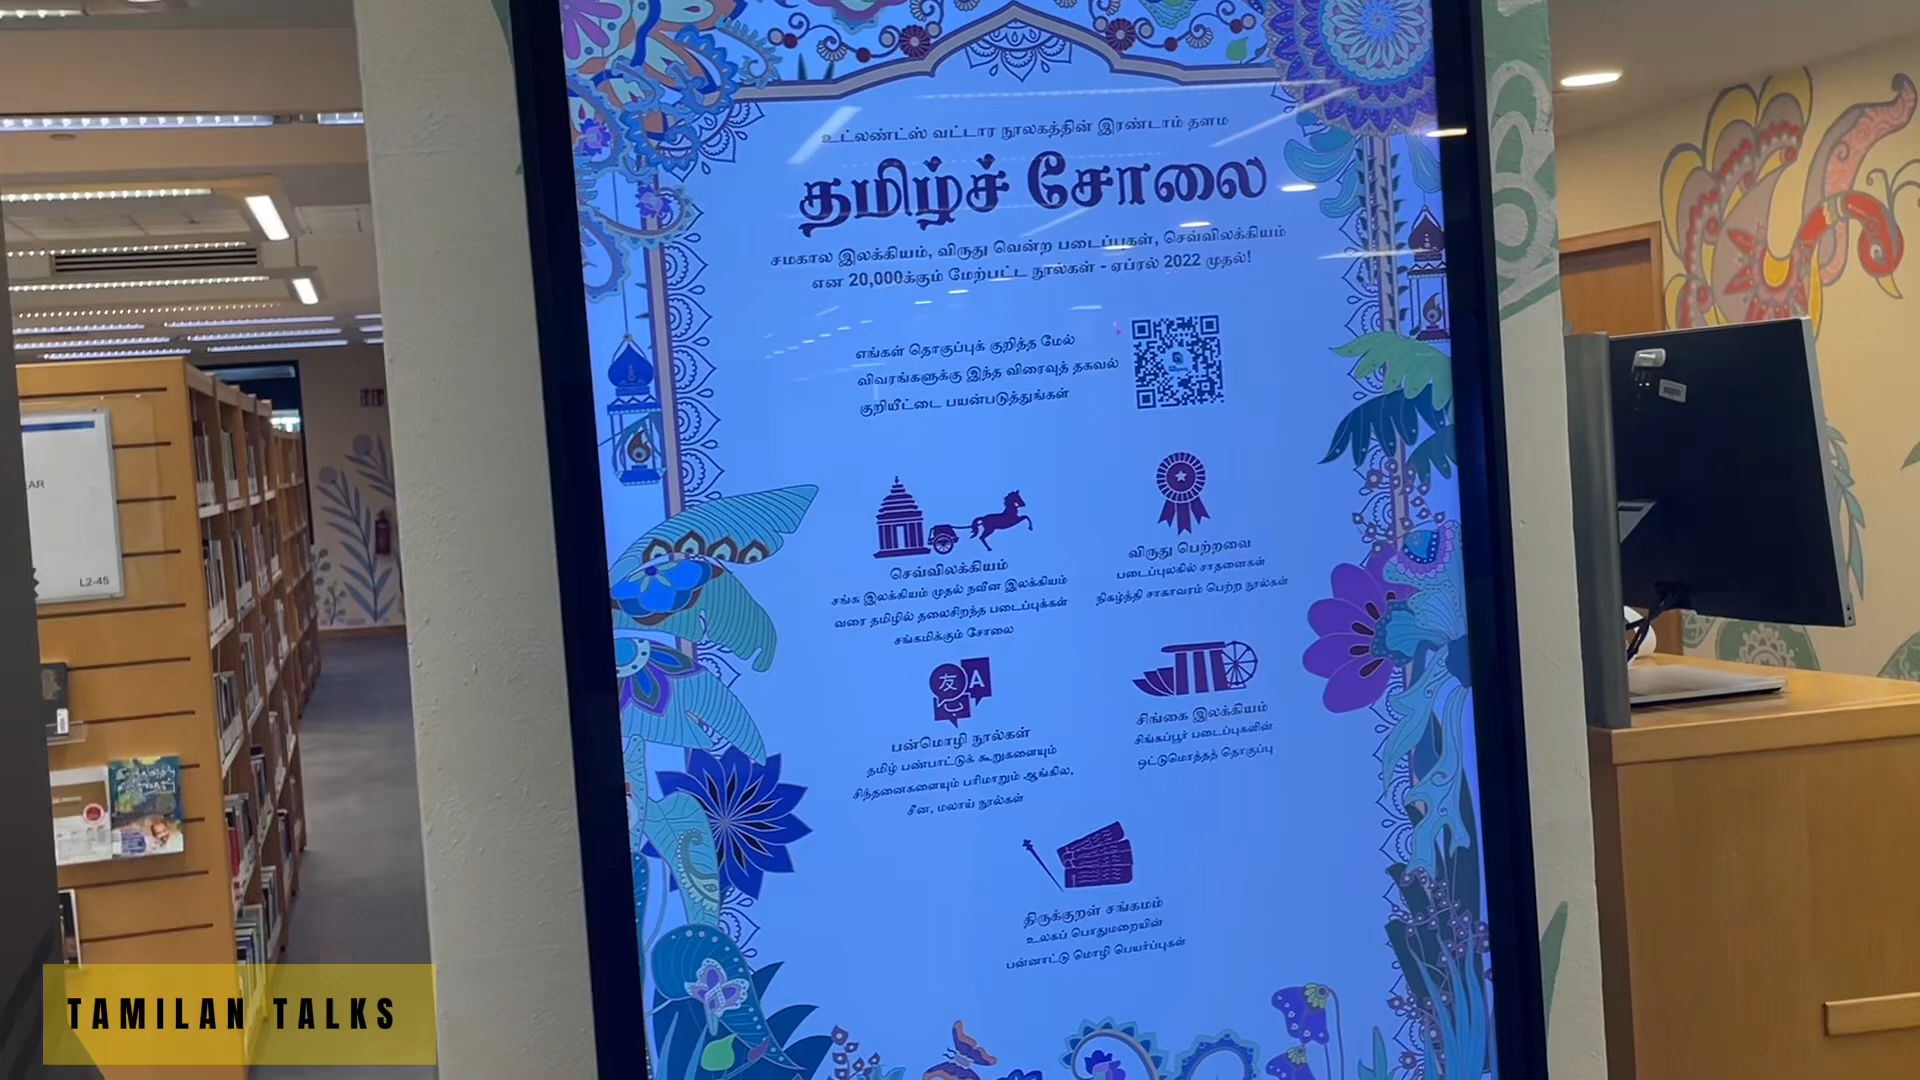 உட்லண்ட்ஸ் வட்டார நூலகத்தின் இரண்டாம் தளம
தமிழ்ச் சோலை
சமகால இலக்கியம், விருது வென்ற படைப்புகள், செவ்விலக்கியம்
என 20,000க்கும் மேற்பட்ட நூல்கள் - ஏப்ரல் 2022 முதல்!
எங்கள் தொகுப்புக் குறித்த மேல்
விவரங்களுக்கு இந்த விரைவுத் தகவல்
குறியீட்டை பயன்படுத்துங்கள்
செவ்விலக்கியம்
சங்க இலக்கியம் முதல் நவீன இலக்கியம்
வரை தமிழில் தலைசிறந்த படைப்புக்கள்
சங்கமிக்கும் சோலை
விருது பெற்றவை
படைப்புலகில் சாதனைகள்
நிகழ்த்தி சாகாவரம் பெற்ற நூல்கள்
友 A
பன்மொழி நூல்கள்
தமிழ் பண்பாட்டுக் கூறுகளையும்
சிந்தனைகளையும் பரிமாறும் ஆங்கில,
சீன, மலாய் நூல்கள்
சிங்கை இலக்கியம்
சிங்கப்பூர் படைப்புகளின்
ஒட்டுமொத்தத் தொகுப்பு
திருக்குறள் சங்கமம்
உலகப் பொதுமறையின்
பன்னாட்டு மொழி பெயர்ப்புகள்
AR
L2-45
TAMILAN TALKS